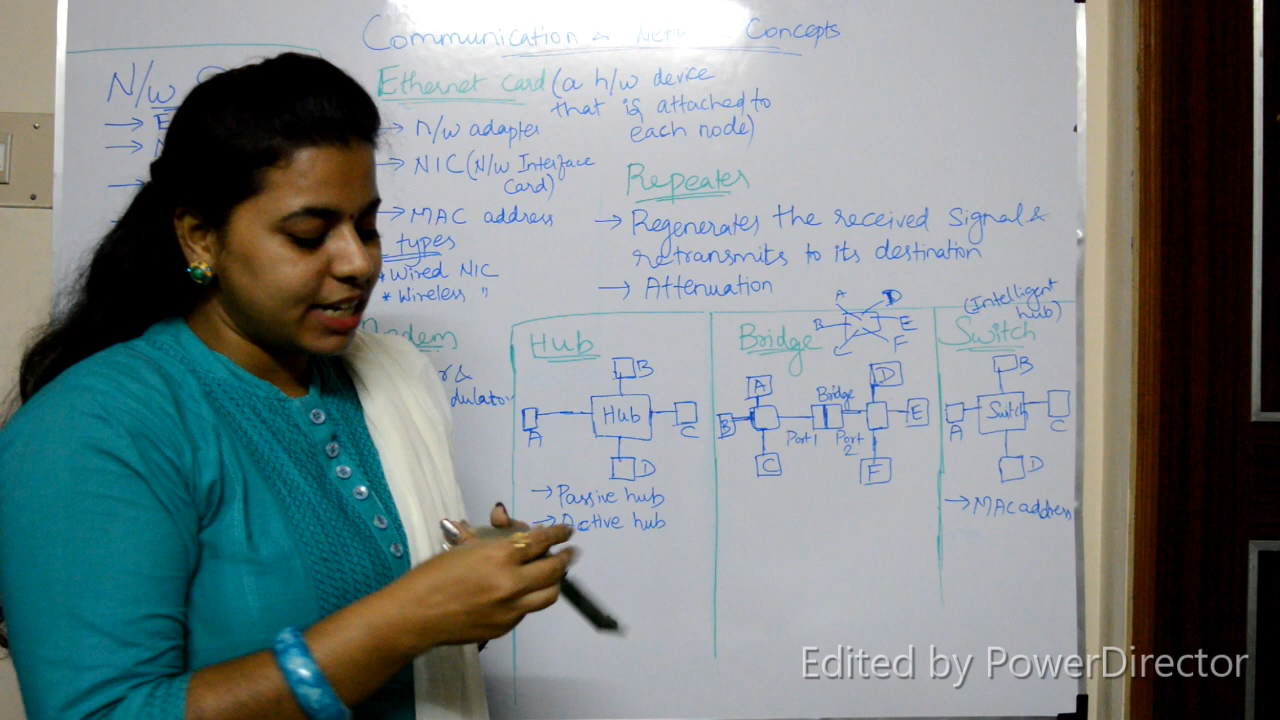 Communication & Concepts
N/w
Ethernet card (a h/w device
that is attached to
each node)
→ n/w adapter
→ NIC (N/w Interface
Card)
→ MAC address
types
* Wired NIC
* Wireless "
Repeater
→ Regenerates the received Signal &
retransmits to its destination
→ Attenuation
&
dulator
Hub
B
A
Hub
C
D
→ Passive hub
→ Active hub
Bridge
A
D
B
E
C
F
A
D
Bridge
B
E
Port 1
Port
2
C
F
(Intelligent
hub)
Switch
B
A
Switch
C
D
→ MAC address
Edited by PowerDirector